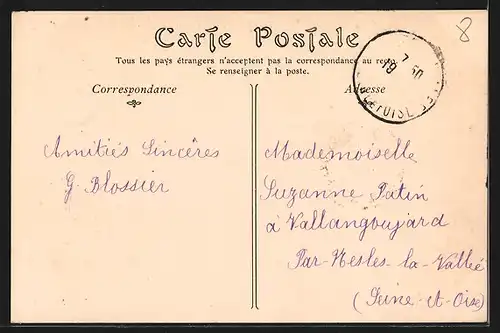 8
Carte Postale
Tous les pays étrangers n'acceptent pas la correspondance au recto
Se renseigner à la poste.
Correspondance
Adresse
Amitiés Sincères
G. Blossier
Mademoiselle
Suzanne Patin
à Vallangoujard
Par-Nesles-la-Vallée
(Seine-et-Oise)